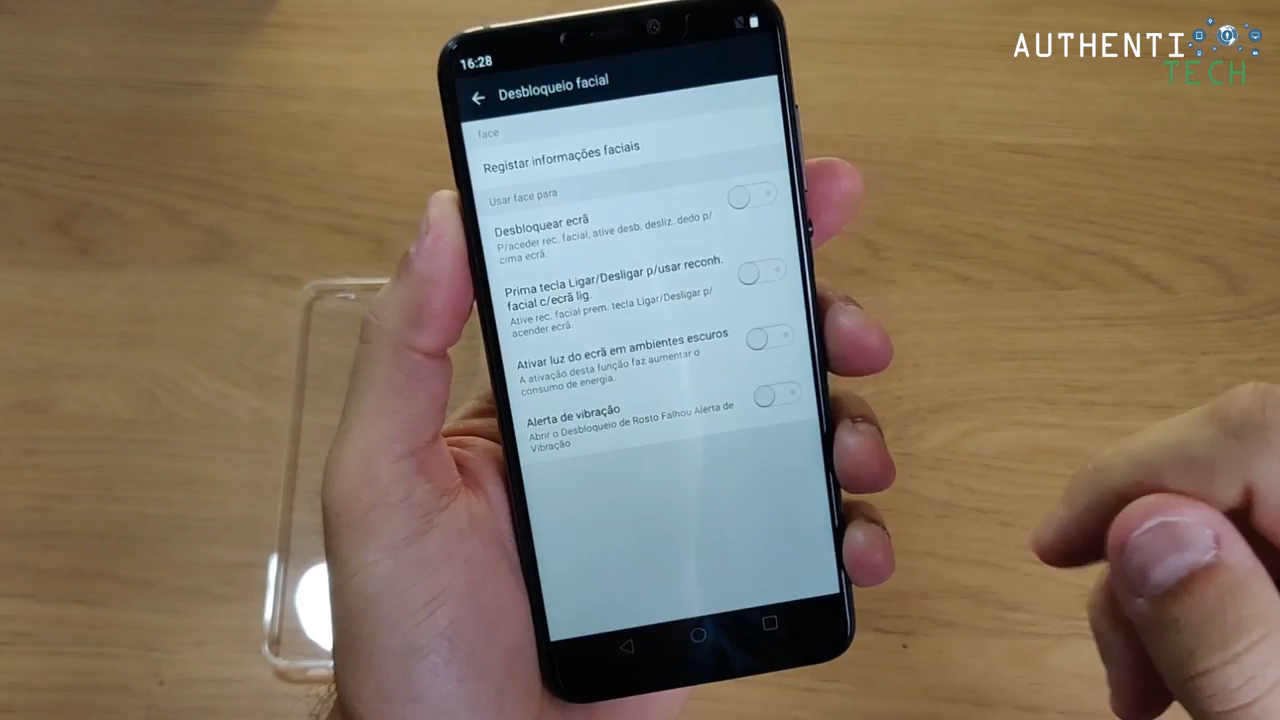 AUTHENTI
TECH
16:28
Desbloqueio facial
face
Registar informações faciais
Usar face para
Desbloquear ecrã
P/aceder rec. facial, ative desb. desliz. dedo p/
cima ecrã.
Prima tecla Ligar/Desligar p/usar reconh.
facial c/ecrã lig.
Ative rec. facial prem. tecla Ligar/Desligar p/
acender ecrã.
Ativar luz do ecrã em ambientes escuros
A ativação desta função faz aumentar o
consumo de energia.
Alerta de vibração
Abrir o Desbloqueio de Rosto Falhou Alerta de
Vibração